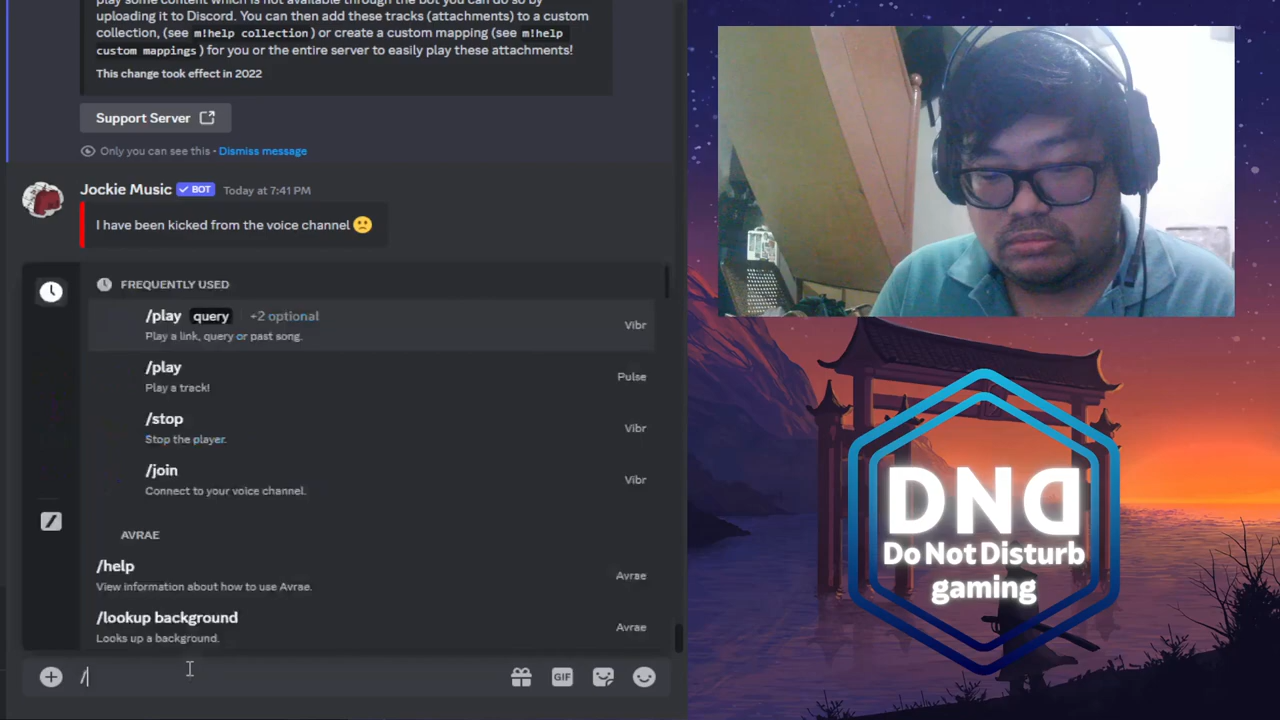 play some content which is not available through the bot you can do so by
uploading it to Discord. You can then add these tracks (attachments) to a custom
collection, (see m!help collection) or create a custom mapping (see m!help
custom mappings) for you or the entire server to easily play these attachments!
This change took effect in 2022
Support Server
Only you can see this • Dismiss message
Jockie Music ✓ BOT Today at 7:41 PM
I have been kicked from the voice channel 🙁
FREQUENTLY USED
/play query +2 optional
Play a link, query or past song.
Vibr
/play
Play a track!
Pulse
/stop
Stop the player.
Vibr
/join
Connect to your voice channel.
Vibr
AVRAE
/help
View information about how to use Avrae.
Avrae
/lookup background
Looks up a background.
Avrae
/
GIF
DND
Do Not Disturb
gaming